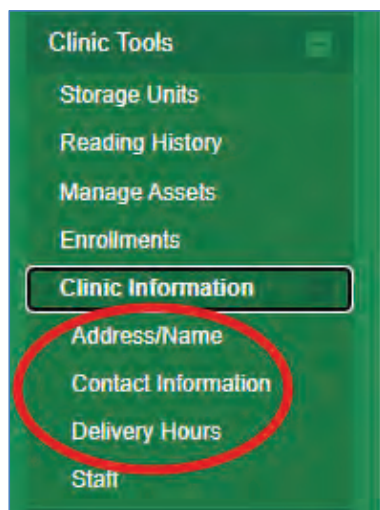 Clinic Tools
Storage Units
Reading History
Manage Assets
Enrollments
Clinic Information
Address/Name
Contact Information
Delivery Hours
Staff